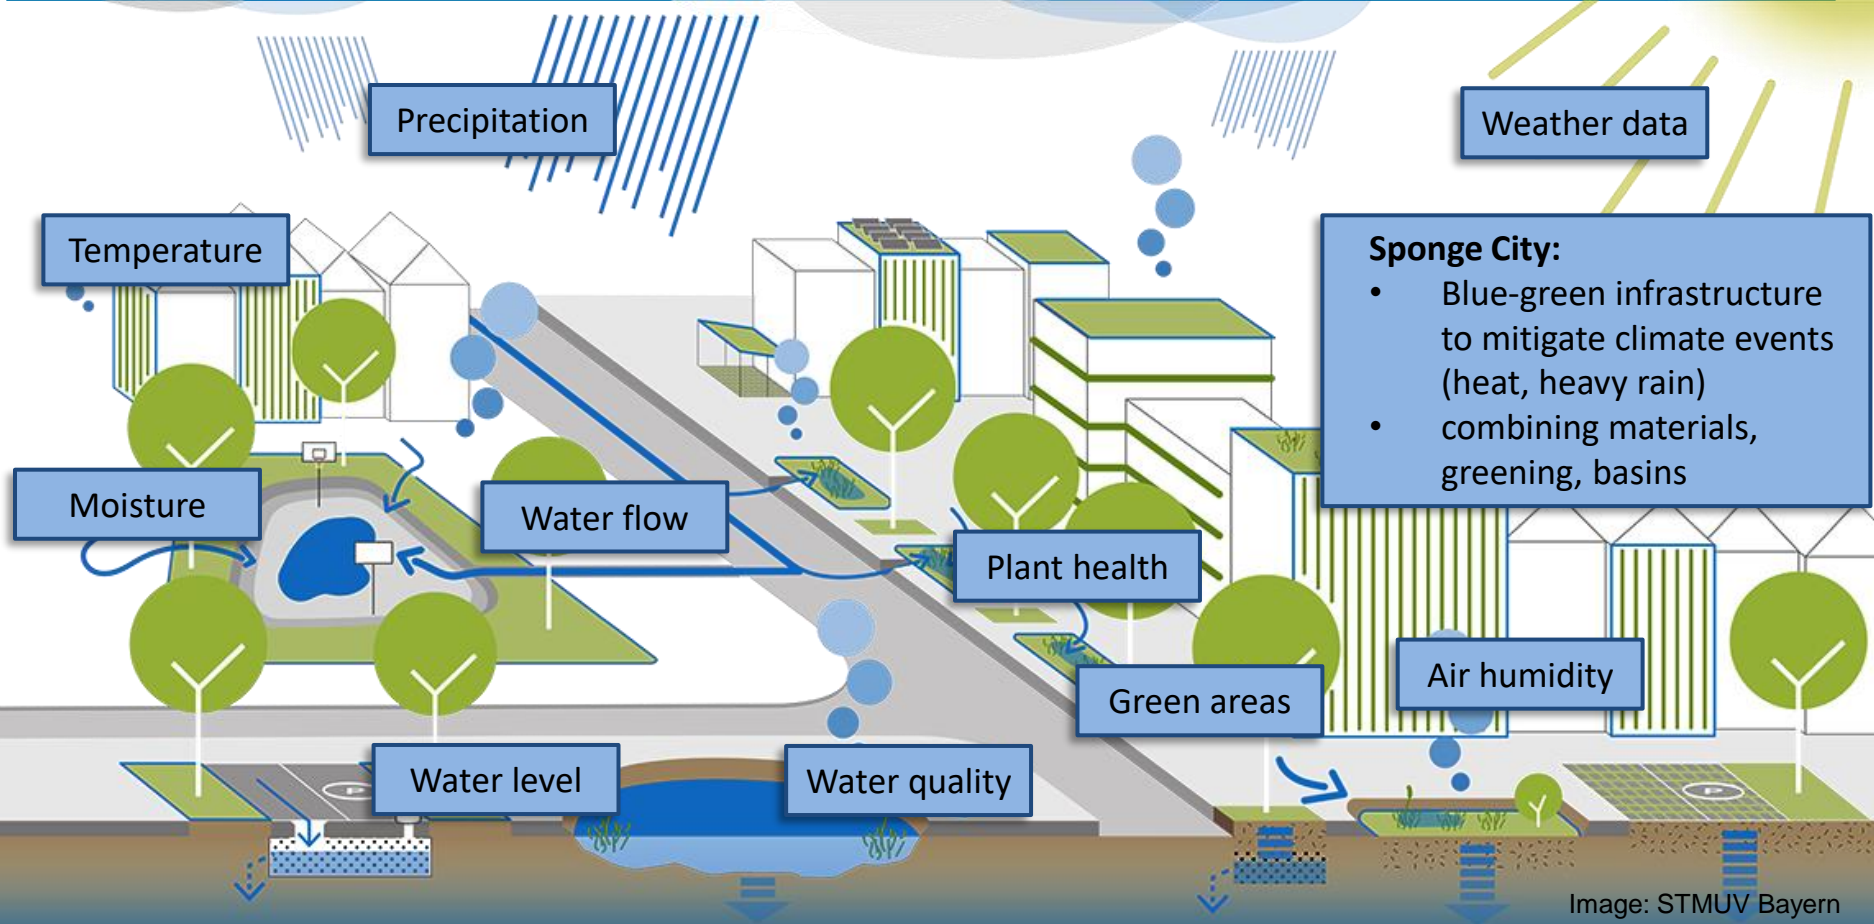 Precipitation
Weather data
Temperature
Sponge City:
• Blue-green infrastructure
to mitigate climate events
(heat, heavy rain)
• combining materials,
greening, basins
Moisture
Water flow
Plant health
Green areas
Air humidity
Water level
Water quality
P
P
Image: STMUV Bayern